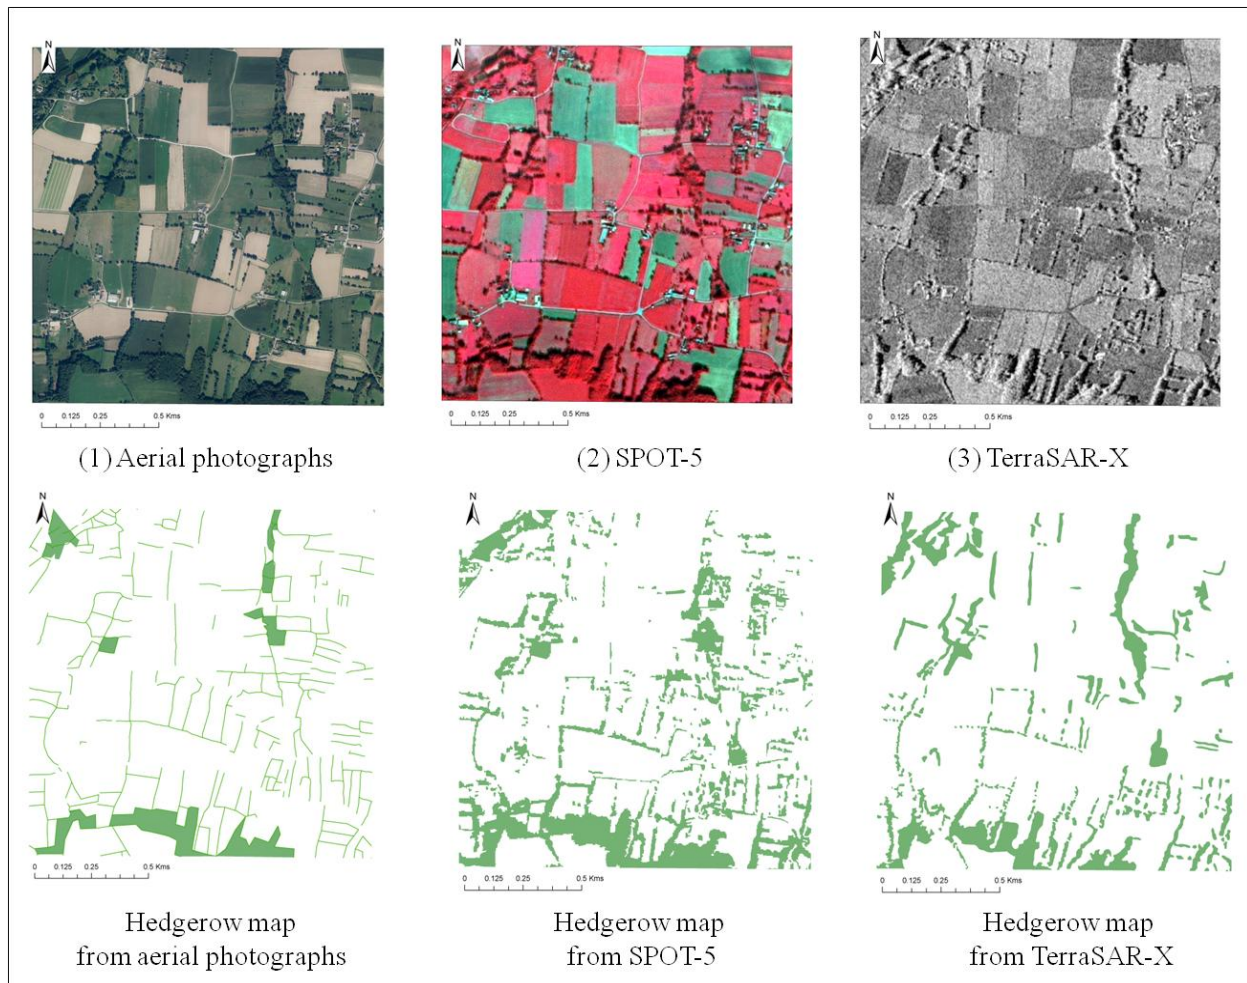 N
N
N
0 0.125 0.25 0.5 Kms
0 0.125 0.25 0.5 Kms
0 0.125 0.25 0.5 Kms
(1) Aerial photographs
(2) SPOT-5
(3) TerraSAR-X
N
N
N
0 0.125 0.25 0.5 Kms
0 0.125 0.25 0.5 Kms
0 0.125 0.25 0.5 Kms
Hedgerow map
from aerial photographs
Hedgerow map
from SPOT-5
Hedgerow map
from TerraSAR-X